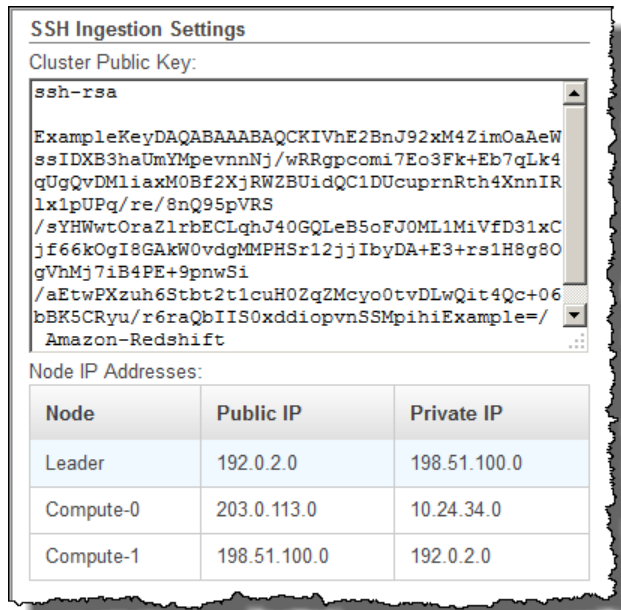 SSH Ingestion Settings
Cluster Public Key:
ssh-rsa
ExampleKeyDAQABAAABAQCKIVhE2BnJ92xM4ZimOaAeW
ssIDXB3haUmYMpevnnNj/wRRgpcomi7Eo3Fk+Eb7qLk4
qUgQvDMliaxM0Bf2XjRWZBUidQC1DUcuprnRth4XnnIR
lx1pUPq/re/8nQ95pVRS
/sYHWwtOraZlrbECLqhJ40GQLeB5oFJ0ML1MiVfD31xC
jf66kOgI8GAkW0vdgMMPHSr12jjIbyDA+E3+rs1H8g8O
gVhMj7iB4PE+9pnwSi
/aEtwPXzuh6Stbt2t1cuH0ZqZMcyo0tvDLwQit4Qc+06
bBK5CRyu/r6raQbIIS0xddiopvnSSMpihiExample=/
Amazon-Redshift
Node IP Addresses:
Node Public IP Private IP
Leader 192.0.2.0 198.51.100.0
Compute-0 203.0.113.0 10.24.34.0
Compute-1 198.51.100.0 192.0.2.0